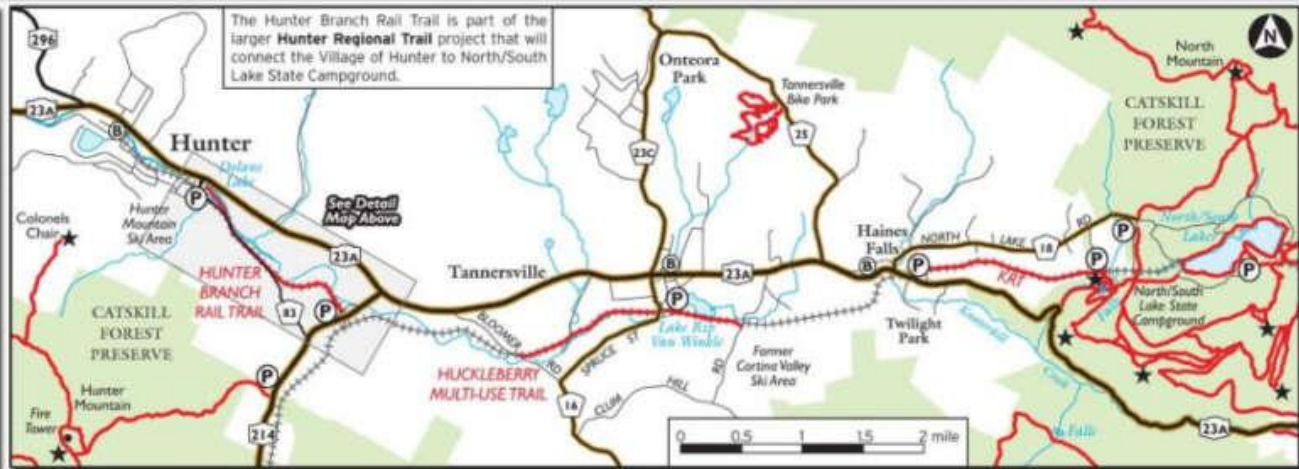 The Hunter Branch Rail Trail is part of the
larger Hunter Regional Trail project that will
connect the Village of Hunter to North/South
Lake State Campground.
296
23A
B
Hunter
Dolans
Lake
P
Colonels
Chair
Hunter
Mountain
Ski Area
See Detail
Map Above
23A
HUNTER
BRANCH
RAIL TRAIL
83
P
CATSKILL
FOREST
PRESERVE
P
Hunter
Mountain
Fire
Tower
214
Onteora
Park
Tannersville
Bike Park
23C
25
Tannersville
B
23A
P
BLOOMER
RD
SPRUCE ST
Lake Rip
Van Winkle
HUCKLEBERRY
MULTI-USE TRAIL
16
CLUM
HILL
RD
Former
Cortina Valley
Ski Area
Haines
Falls
B
P
NORTH
LAKE
18
RD
P
KRT
P
Twilight
Park
Kaaterskill
Creek
Falls
North
Mountain
N
CATSKILL
FOREST
PRESERVE
North/South
Lake
P
North/South
Lake State
Campground
Falls
23A
0 0.5 1 1.5 2 mile